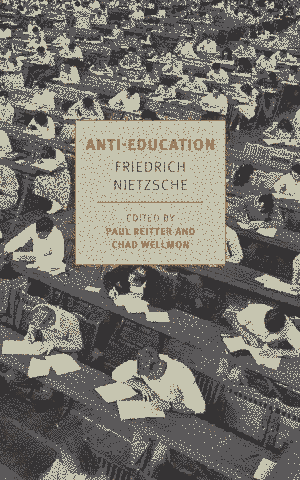 ANTI-EDUCATION
FRIEDRICH
NIETZSCHE
EDITED BY
PAUL REITTER AND
CHAD WELLMON